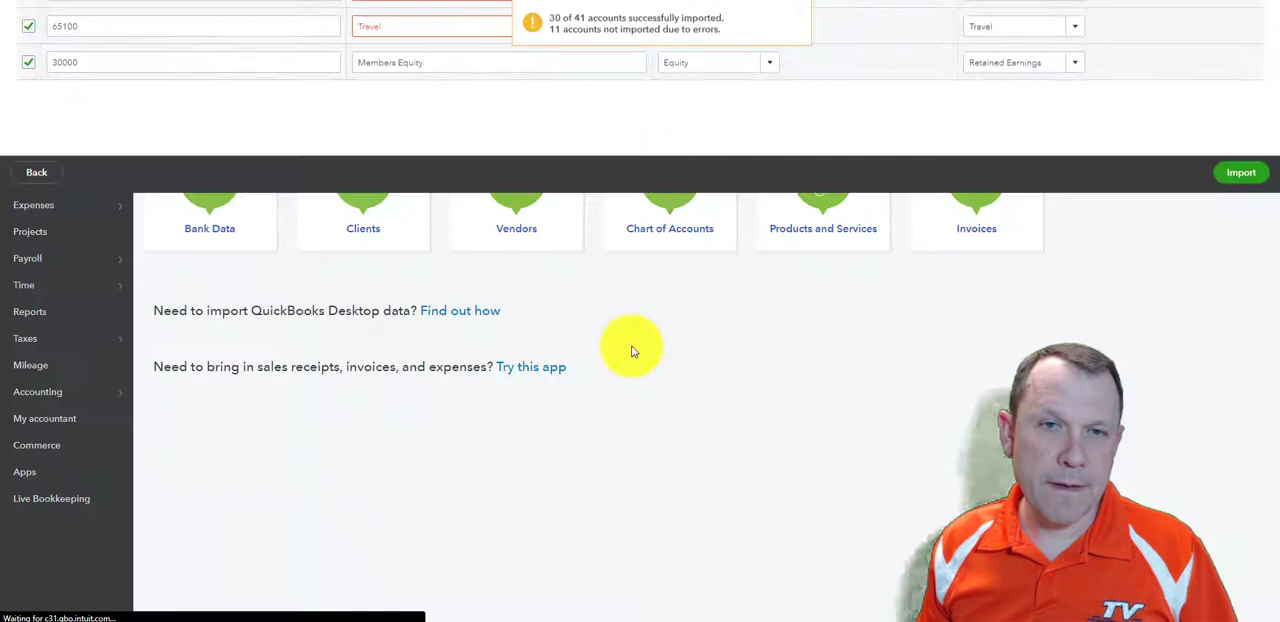 30 of 41 accounts successfully imported.
11 accounts not imported due to errors.
65100 Travel Travel
30000 Members Equity Equity Retained Earnings
Back Import
Expenses
Projects
Payroll
Time
Reports
Taxes
Mileage
Accounting
My accountant
Commerce
Apps
Live Bookkeeping
Bank Data Clients Vendors Chart of Accounts Products and Services Invoices
Need to import QuickBooks Desktop data? Find out how
Need to bring in sales receipts, invoices, and expenses? Try this app
TV
Waiting for c31.qbo.intuit.com...